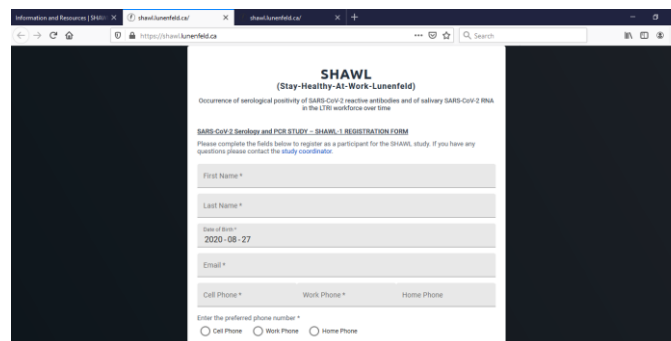 Information and Resources | SHAW
shawl.lunenfeld.ca/
shawl.lunenfeld.ca/
https://shawl.lunenfeld.ca
Search
SHAWL
(Stay-Healthy-At-Work-Lunenfeld)
Occurrence of serological positivity of SARS-CoV-2 reactive antibodies and of salivary SARS-CoV-2 RNA
in the LTRI workforce over time
SARS-CoV-2 Serology and PCR STUDY – SHAWL-1 REGISTRATION FORM
Please complete the fields below to register as a participant for the SHAWL study. If you have any
questions please contact the study coordinator.
First Name *
Last Name *
Date of Birth *
2020-08-27
Email *
Cell Phone * Work Phone * Home Phone
Enter the preferred phone number *
Cell Phone Work Phone Home Phone